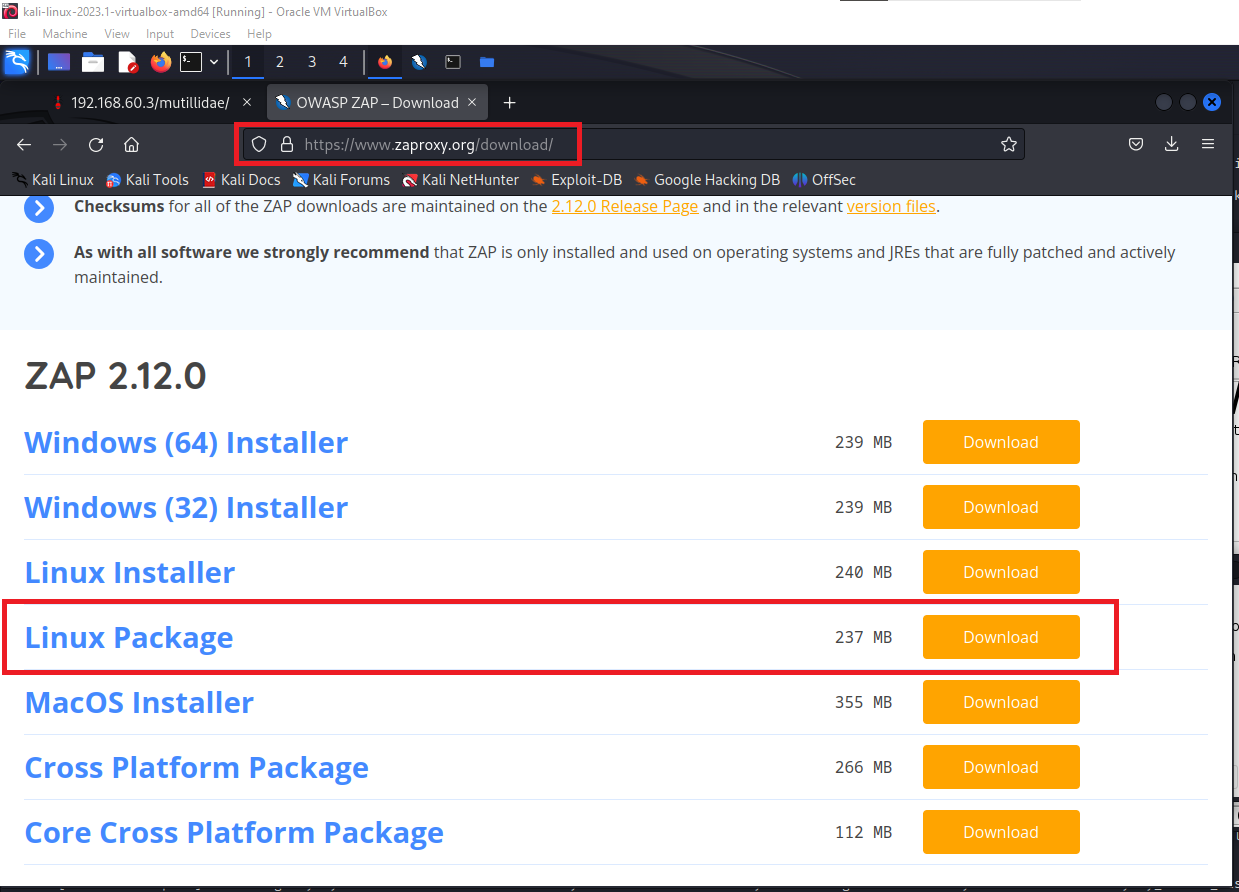 kali-linux-2023.1-virtualbox-amd64 [Running] - Oracle VM VirtualBox
File Machine View Input Devices Help
1 2 3 4
192.168.60.3/mutillidae/ × OWASP ZAP – Download × +
https://www.zaproxy.org/download/
Kali Linux Kali Tools Kali Docs Kali Forums Kali NetHunter Exploit-DB Google Hacking DB OffSec
Checksums for all of the ZAP downloads are maintained on the 2.12.0 Release Page and in the relevant version files.
As with all software we strongly recommend that ZAP is only installed and used on operating systems and JREs that are fully patched and actively
maintained.
ZAP 2.12.0
Windows (64) Installer 239 MB Download
Windows (32) Installer 239 MB Download
Linux Installer 240 MB Download
Linux Package 237 MB Download
MacOS Installer 355 MB Download
Cross Platform Package 266 MB Download
Core Cross Platform Package 112 MB Download